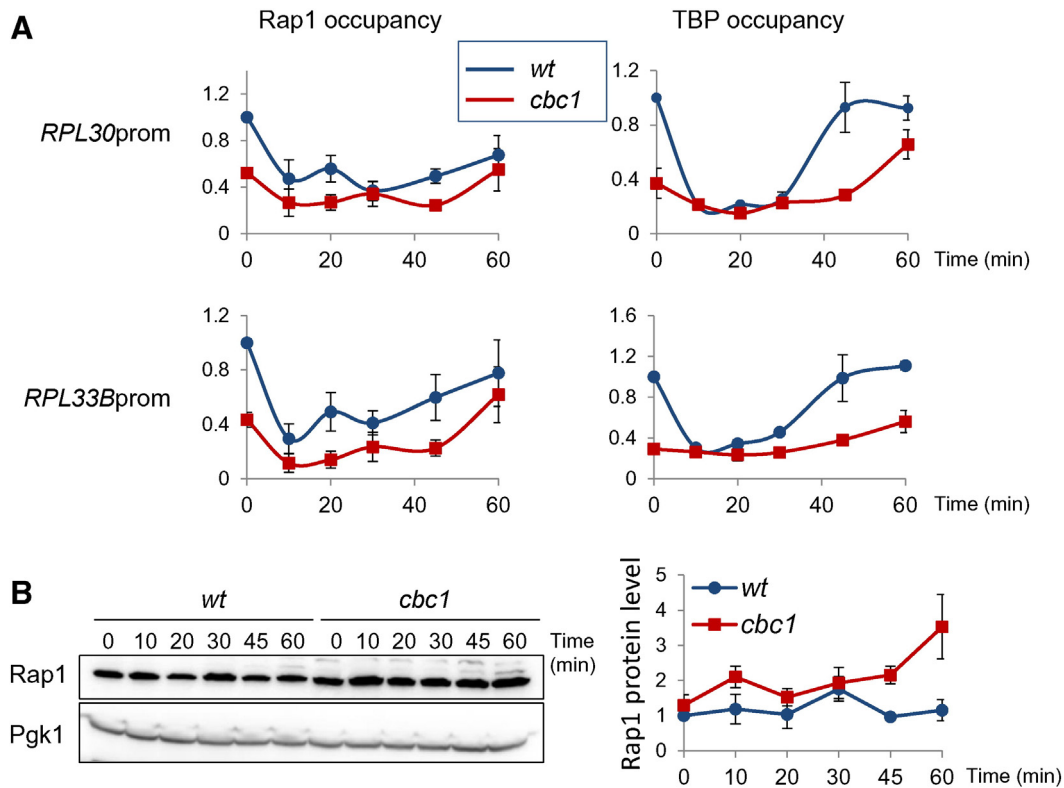 A
Rap1 occupancy
TBP occupancy
wt
cbc1
RPL30prom
1.2
0.8
0.4
0
0 20 40 60
1.2
0.8
0.4
0
0 20 40 60 Time (min)
RPL33Bprom
1.2
0.8
0.4
0
0 20 40 60
1.6
1.2
0.8
0.4
0
0 20 40 60 Time (min)
B
wt cbc1
0 10 20 30 45 60 0 10 20 30 45 60 Time
(min)
Rap1
Pgk1
Rap1 protein level
5
4
3
2
1
0
wt
cbc1
0 10 20 30 45 60 Time (min)